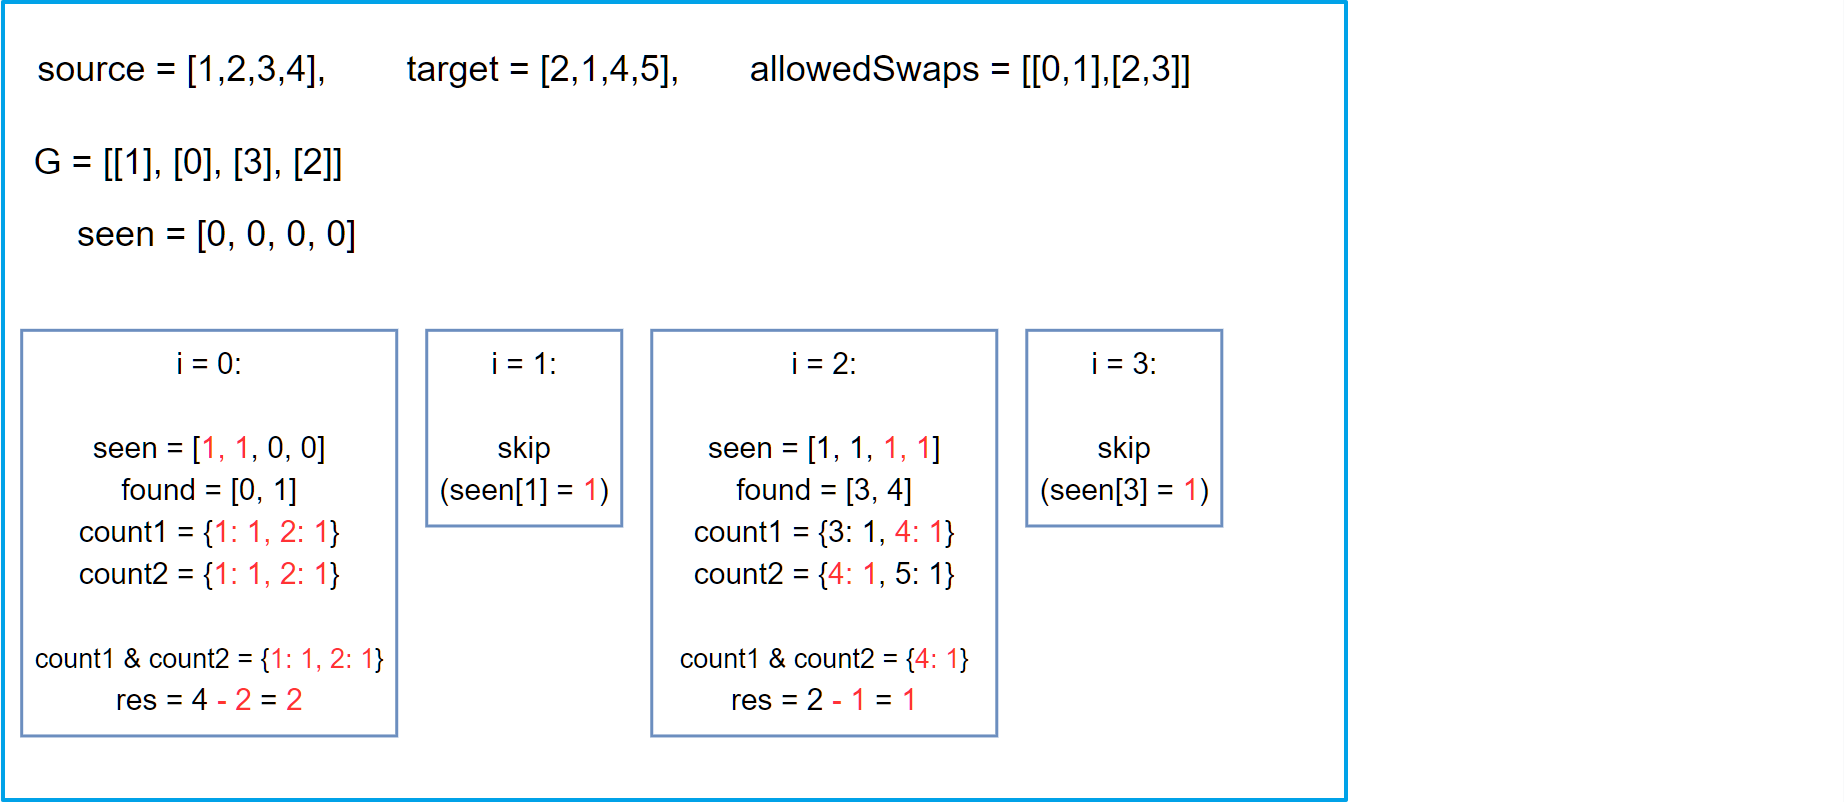 source = [1,2,3,4], target = [2,1,4,5], allowedSwaps = [[0,1],[2,3]]
G = [[1], [0], [3], [2]]
seen = [0, 0, 0, 0]
i = 0:
seen = [1, 1, 0, 0]
found = [0, 1]
count1 = {1: 1, 2: 1}
count2 = {1: 1, 2: 1}
count1 & count2 = {1: 1, 2: 1}
res = 4 - 2 = 2
i = 1:
skip
(seen[1] = 1)
i = 2:
seen = [1, 1, 1, 1]
found = [3, 4]
count1 = {3: 1, 4: 1}
count2 = {4: 1, 5: 1}
count1 & count2 = {4: 1}
res = 2 - 1 = 1
i = 3:
skip
(seen[3] = 1)